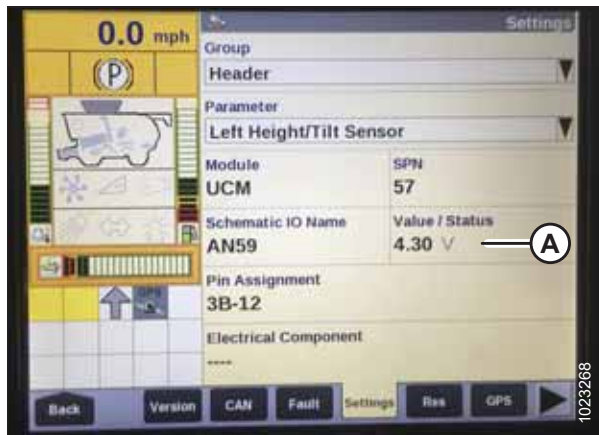 0.0 mph
Settings
(P)
Group
Header
Parameter
Left Height/Tilt Sensor
Module
SPN
UCM
57
Schematic IO Name
Value / Status
AN59
4.30 V
A
Pin Assignment
3B-12
GPS
Electrical Component
----
Back
Version
CAN
Fault
Settings
Res
GPS
1023268